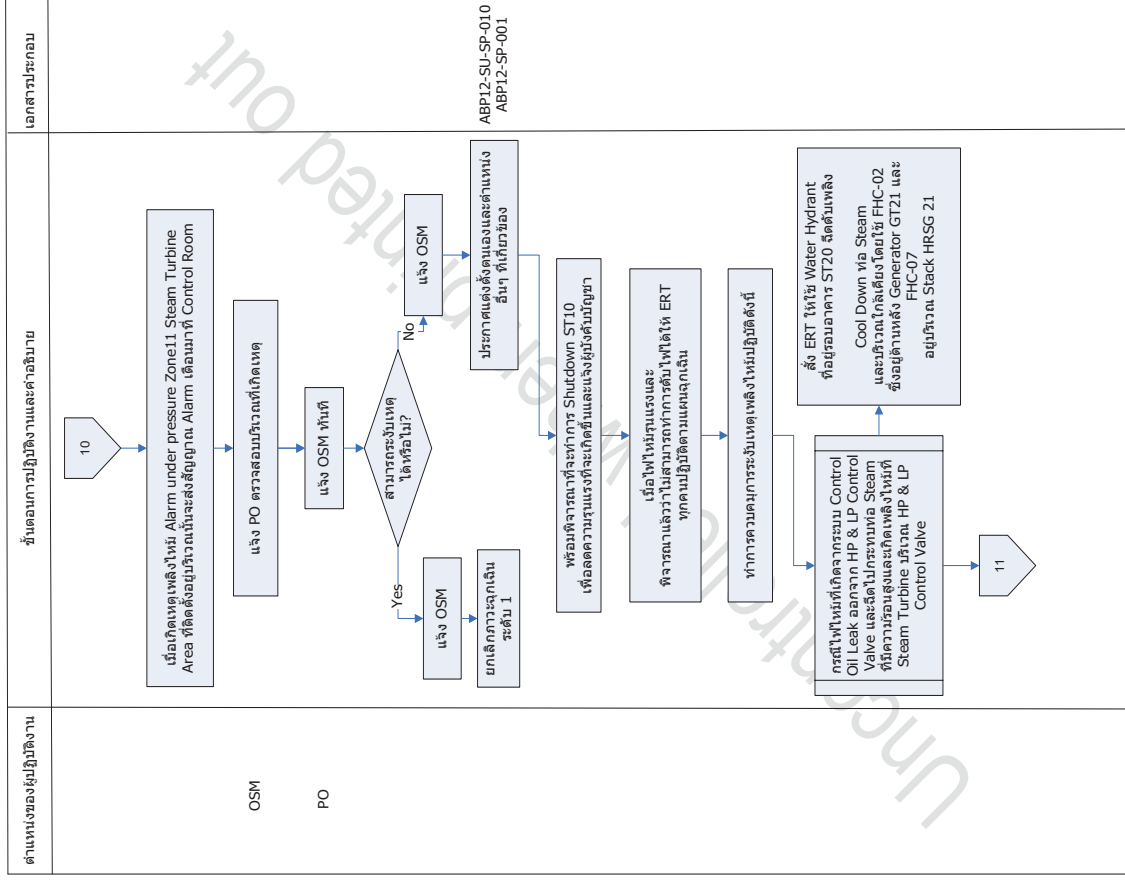 ตำแหน่งของผู้ปฏิบัติงาน
ขั้นตอนการปฏิบัติงานและคำอธิบาย
เอกสารประกอบ
10
เมื่อเกิดเหตุเพลิงไหม้ Alarm under pressure Zone11 Steam Turbine
Area ที่ติดตั้งอยู่บริเวณนั้นจะส่งสัญญาณ Alarm เตือนมาที่ Control Room
OSM
แจ้ง PO ตรวจสอบบริเวณที่เกิดเหตุ
PO
แจ้ง OSM ทันที
สามารถระงับเหตุ
ได้หรือไม่?
Yes
No
แจ้ง OSM
ยกเลิกภาวะฉุกเฉิน
ระดับ 1
แจ้ง OSM
ประกาศแต่งตั้งตนเองและตำแหน่ง
อื่นๆ ที่เกี่ยวข้อง
ABP12-SU-SP-010
ABP12-SP-001
พร้อมพิจารณาที่จะทำการ Shutdown ST10
เพื่อลดความรุนแรงที่จะเกิดขึ้นและแจ้งผู้บังคับบัญชา
เมื่อไฟไหม้รุนแรงและ
พิจารณาแล้วว่าไม่สามารถทำการดับไฟได้ให้ ERT
ทุกคนปฏิบัติตามแผนฉุกเฉิน
ทำการควบคุมการระงับเหตุเพลิงไหม้ปฏิบัติดังนี้
กรณีไฟไหม้ที่เกิดจากระบบ Control
Oil Leak ออกจาก HP & LP Control
Valve และฉีดไปกระทบท่อ Steam
ที่มีความร้อนสูงและเกิดเพลิงไหม้ที่
Steam Turbine บริเวณ HP & LP
Control Valve
สั่ง ERT ให้ใช้ Water Hydrant
ที่อยู่รอบอาคาร ST20 ฉีดดับเพลิง
Cool Down ท่อ Steam
และบริเวณใกล้เคียงโดยใช้ FHC-02
ซึ่งอยู่ด้านหลัง Generator GT21 และ
FHC-07
อยู่บริเวณ Stack HRSG 21
11
Uncontrolled when printed out